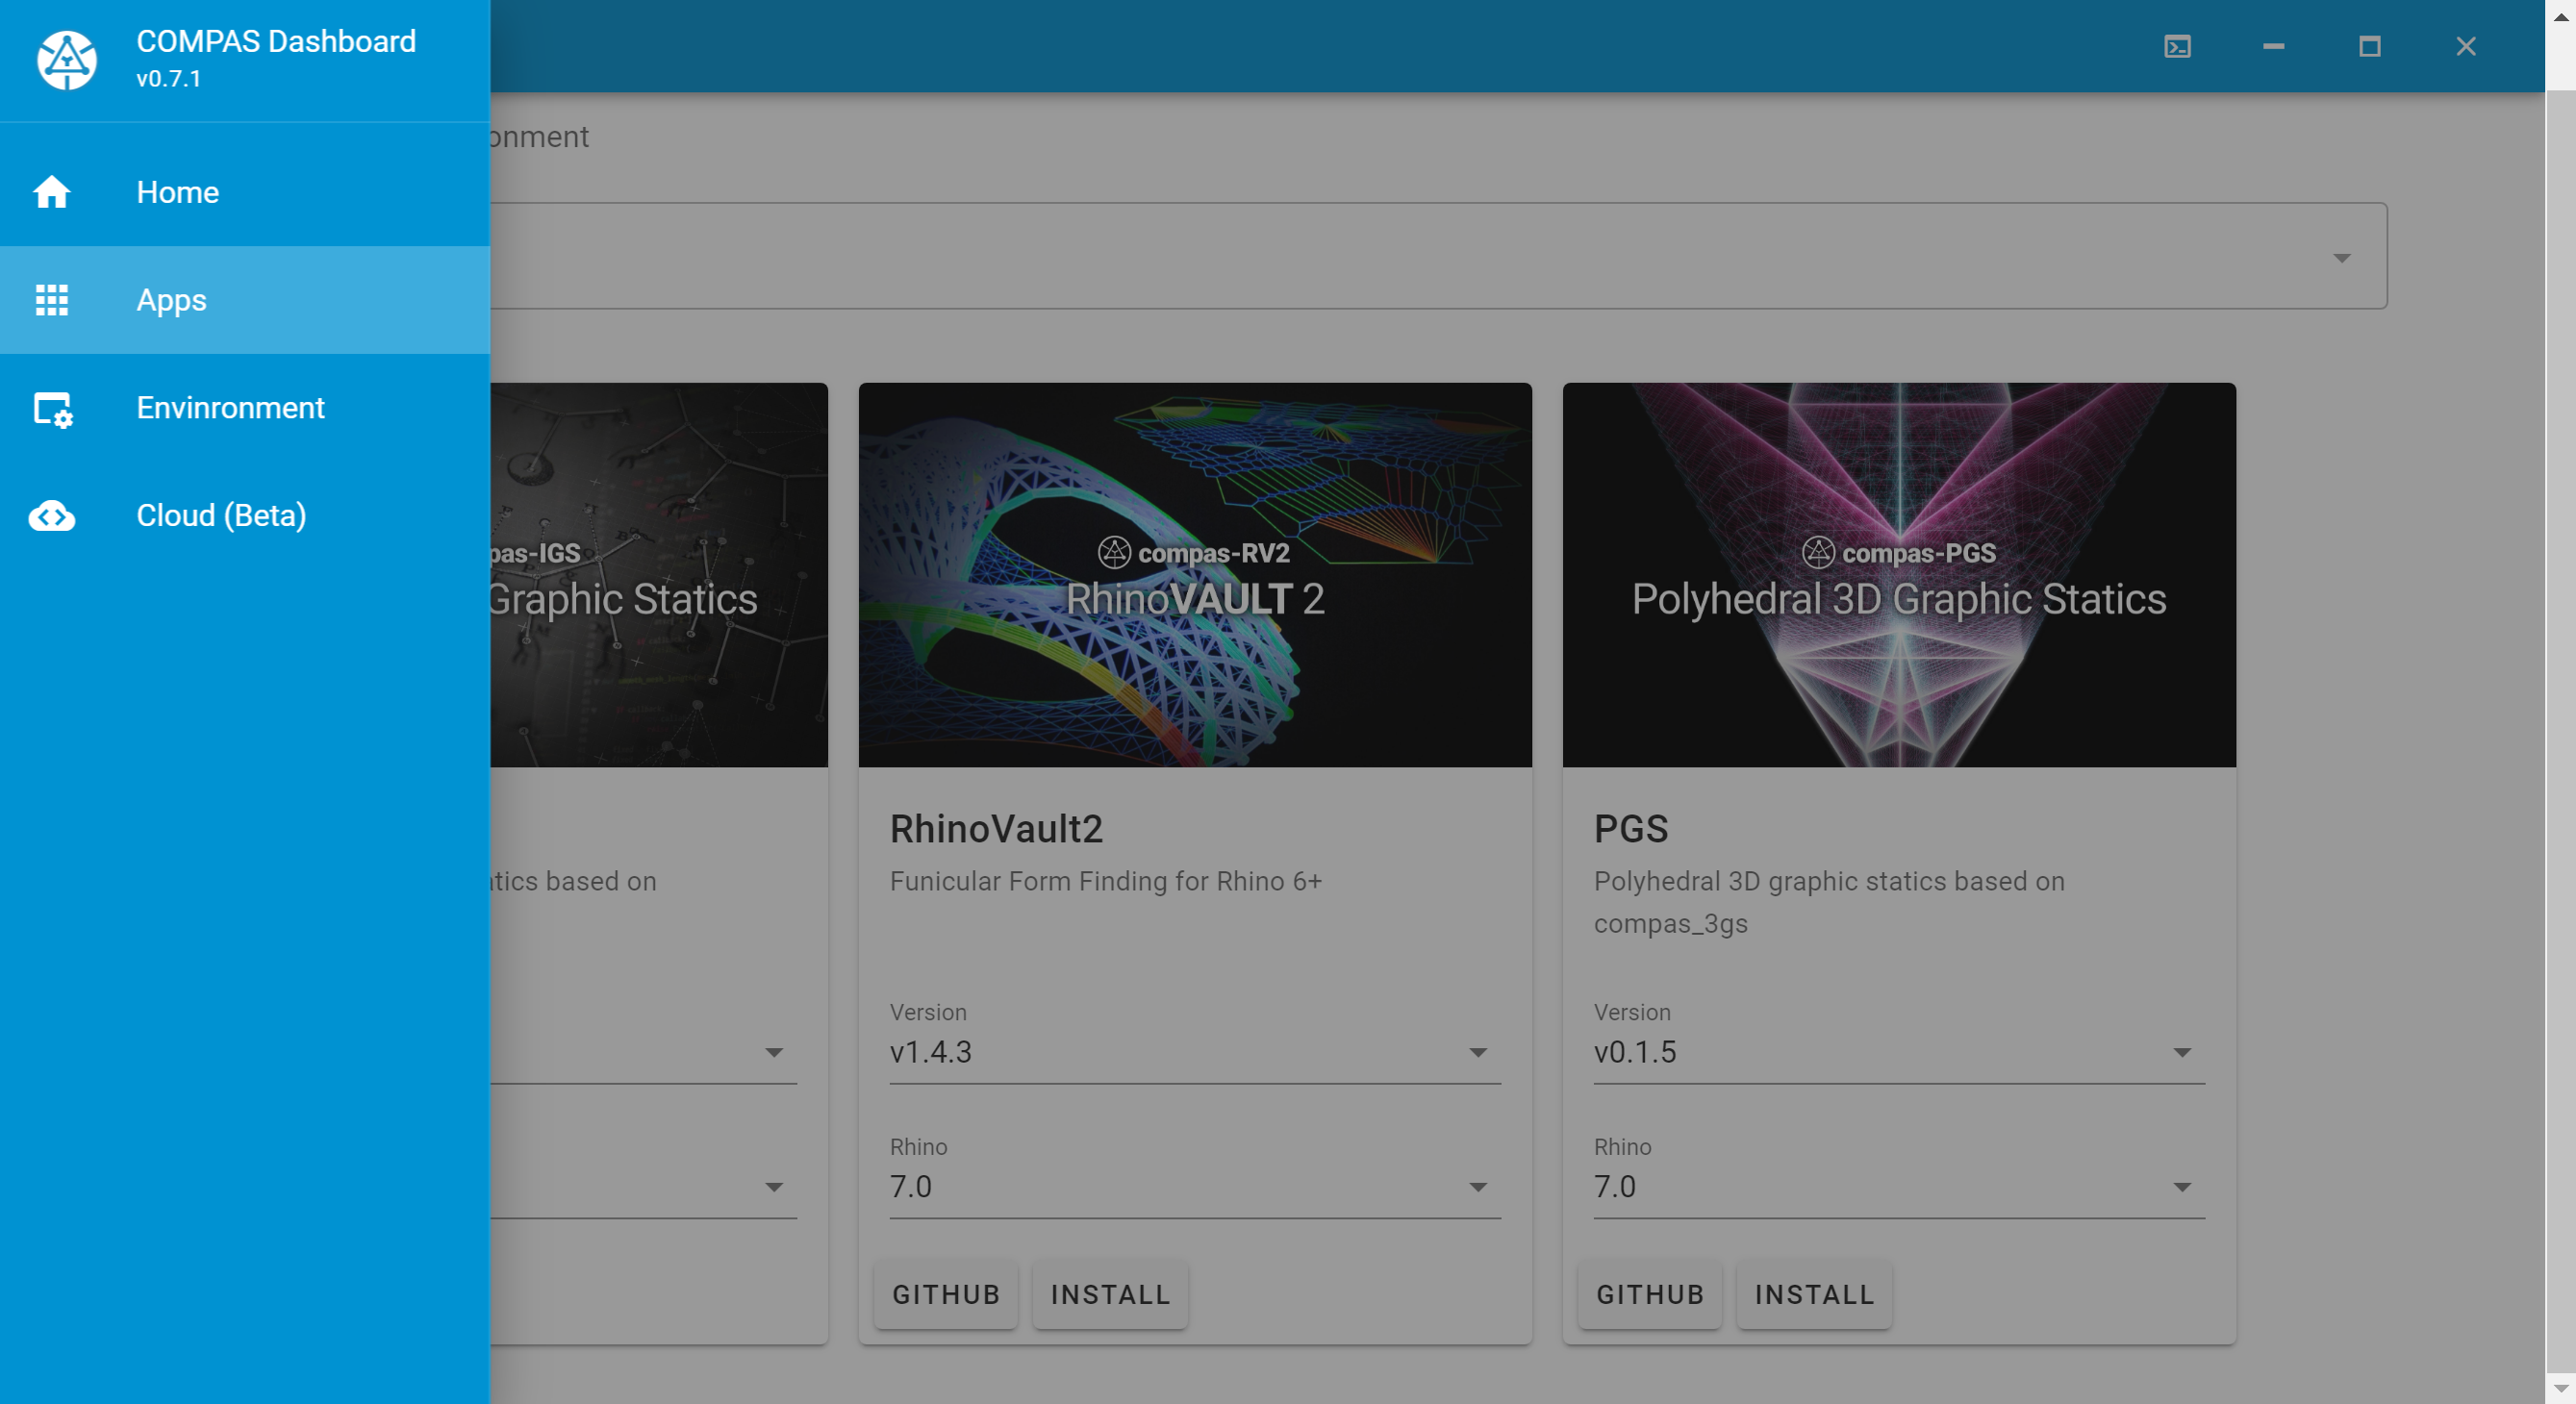 COMPAS Dashboard
v0.7.1
Home
Apps
Envinronment
Cloud (Beta)
onment
pas-IGS
Graphic Statics
tics based on
compas-RV2
RhinoVAULT 2
RhinoVault2
Funicular Form Finding for Rhino 6+
Version
v1.4.3
Rhino
7.0
GITHUB INSTALL
compas-PGS
Polyhedral 3D Graphic Statics
PGS
Polyhedral 3D graphic statics based on
compas_3gs
Version
v0.1.5
Rhino
7.0
GITHUB INSTALL